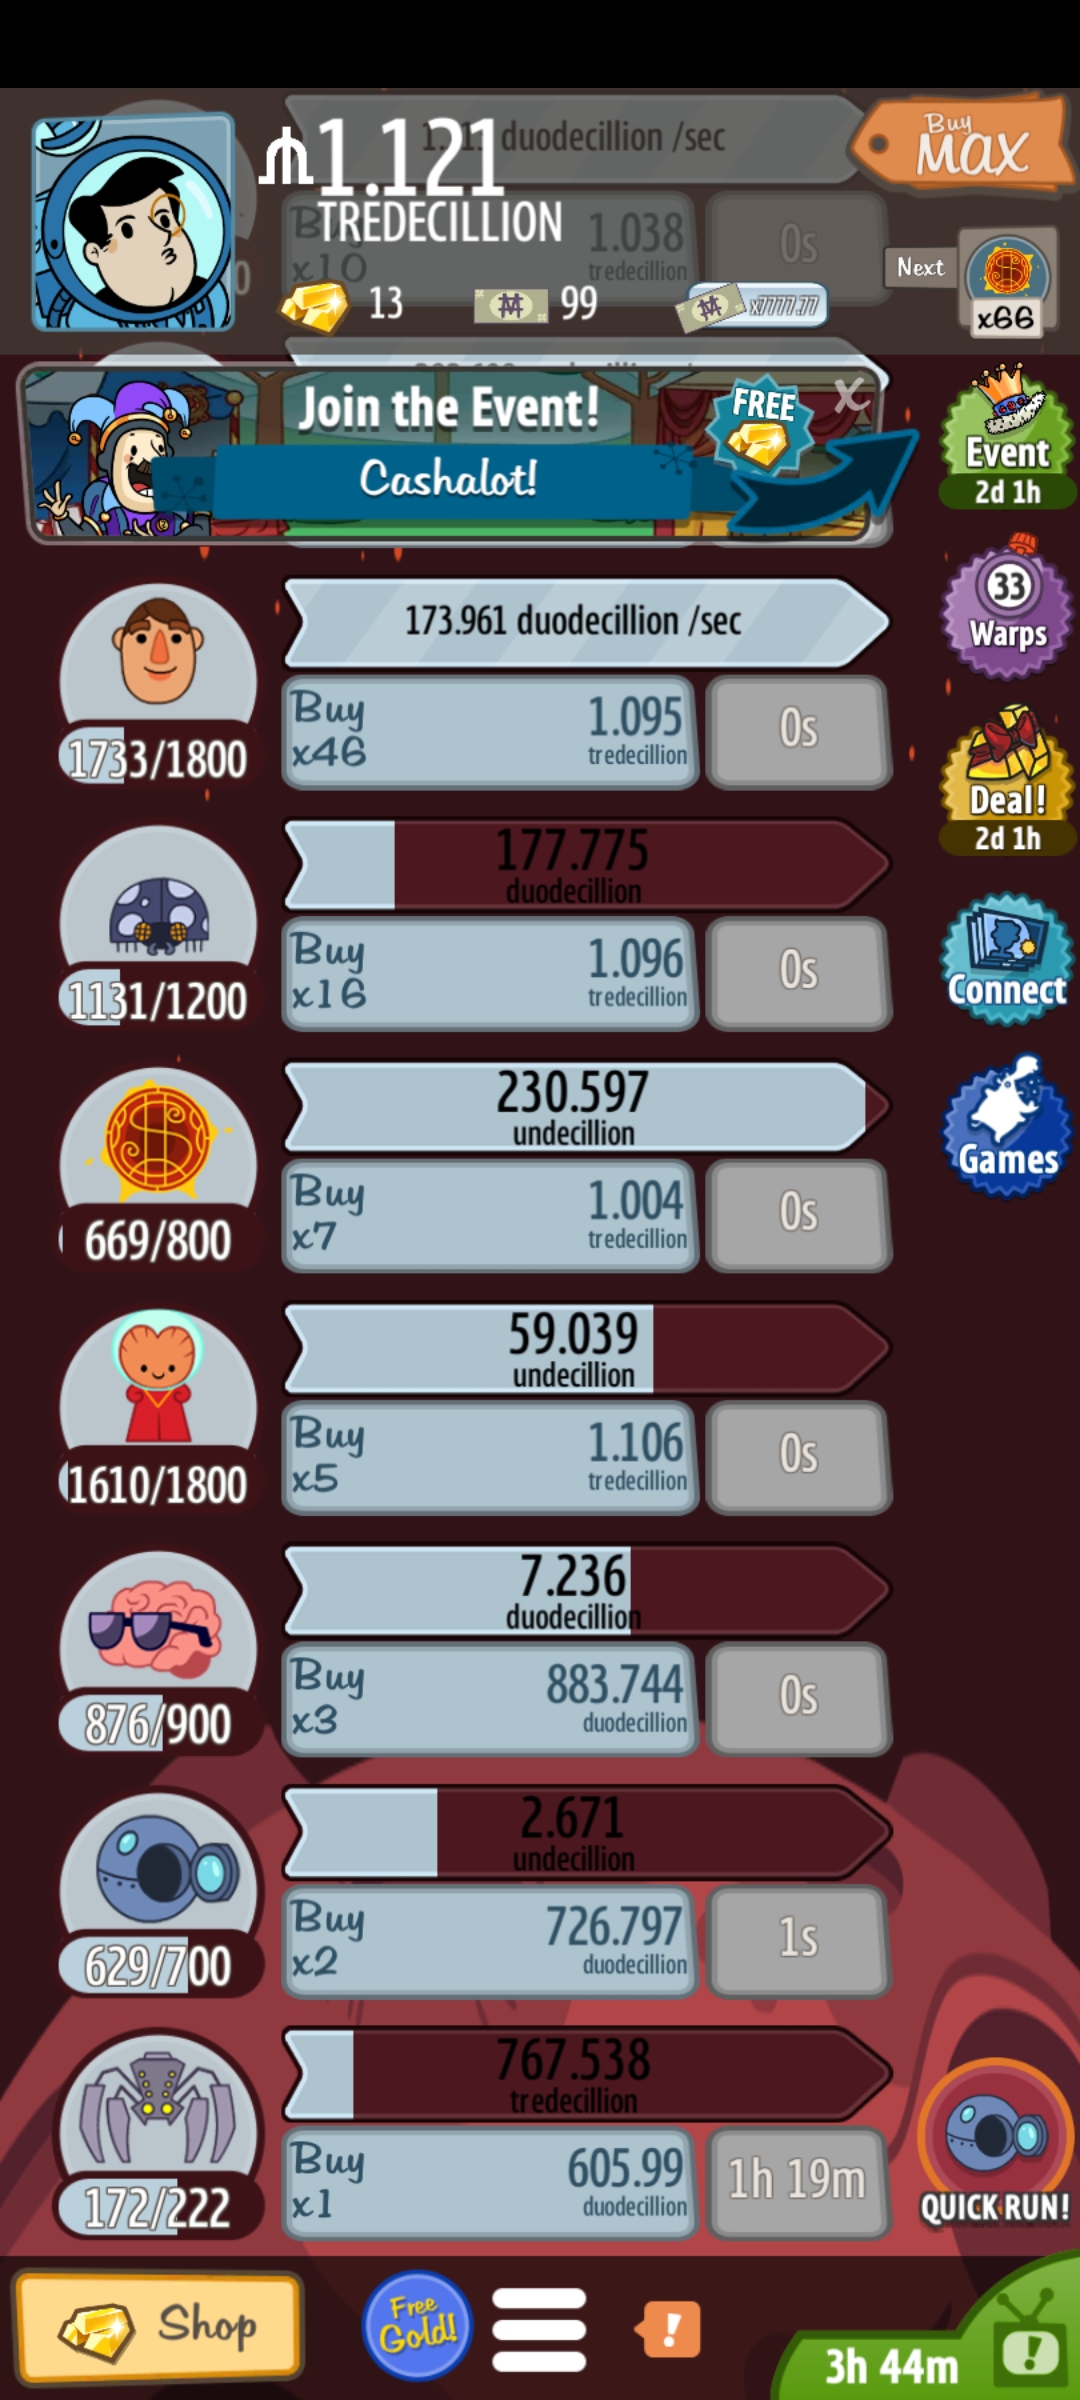 duodecillion /sec
Buy
MAX
1.121
TREDECILLION
Buy
x10
1.038
tredecillion
0s
Next
x66
13
99
x7777.77
Join the Event!
FREE
X
Cashalot!
Event
2d 1h
173.961 duodecillion /sec
33
Warps
Buy
x46
1.095
tredecillion
0s
1733/1800
Deal!
2d 1h
177.775
duodecillion
Buy
x16
1.096
tredecillion
0s
1131/1200
Connect
230.597
undecillion
Games
Buy
x7
1.004
tredecillion
0s
669/800
59.039
undecillion
Buy
x5
1.106
tredecillion
0s
1610/1800
7.236
duodecillion
Buy
x3
883.744
duodecillion
0s
876/900
2.671
undecillion
Buy
x2
726.797
duodecillion
1s
629/700
767.538
tredecillion
Buy
x1
605.99
duodecillion
1h 19m
172/222
QUICK RUN!
Shop
Free
Gold!
!
3h 44m
!